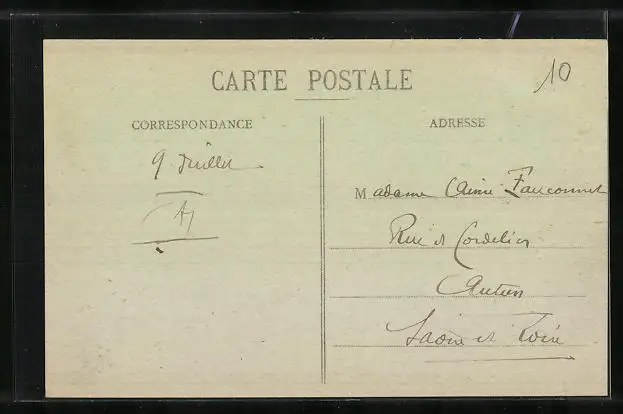 CARTE POSTALE
10
CORRESPONDANCE
9 Juillet
ADRESSE
Madame Aimé Fauconnet
Rue des Cordeliers
Autun
Saône et Loire